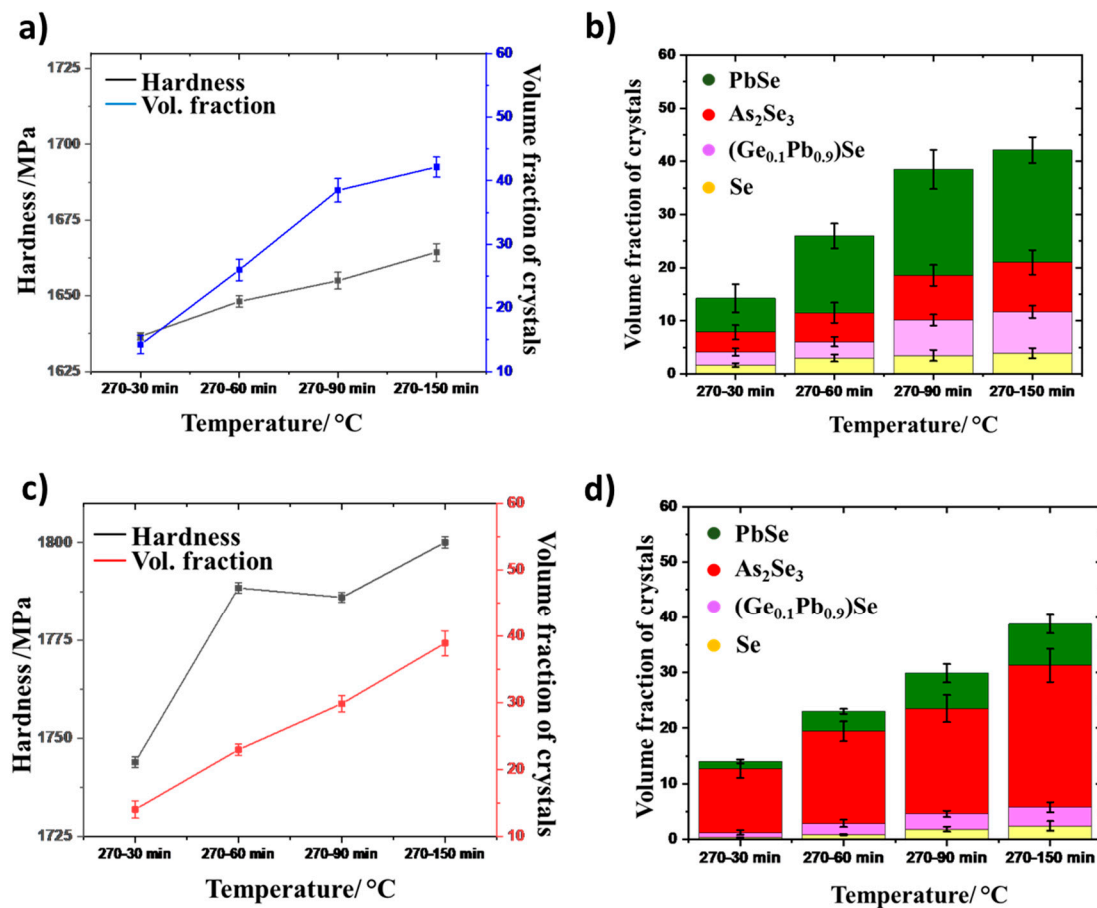 a)
Hardness /MPa
1725
1700
1675
1650
1625
Hardness
Vol. fraction
60
50
40
30
20
10
Volume fraction of crystals
270-30 min 270-60 min 270-90 min 270-150 min
Temperature/ °C
b)
Volume fraction of crystals
60
50
40
30
20
10
0
PbSe
As₂Se₃
(Ge₀.₁Pb₀.₉)Se
Se
270-30 min 270-60 min 270-90 min 270-150 min
Temperature/ °C
c)
Hardness /MPa
1800
1775
1750
1725
Hardness
Vol. fraction
60
50
40
30
20
10
Volume fraction of crystals
270-30 min 270-60 min 270-90 min 270-150 min
Temperature/ °C
d)
Volume fraction of crystals
60
50
40
30
20
10
0
PbSe
As₂Se₃
(Ge₀.₁Pb₀.₉)Se
Se
270-30 min 270-60 min 270-90 min 270-150 min
Temperature/ °C